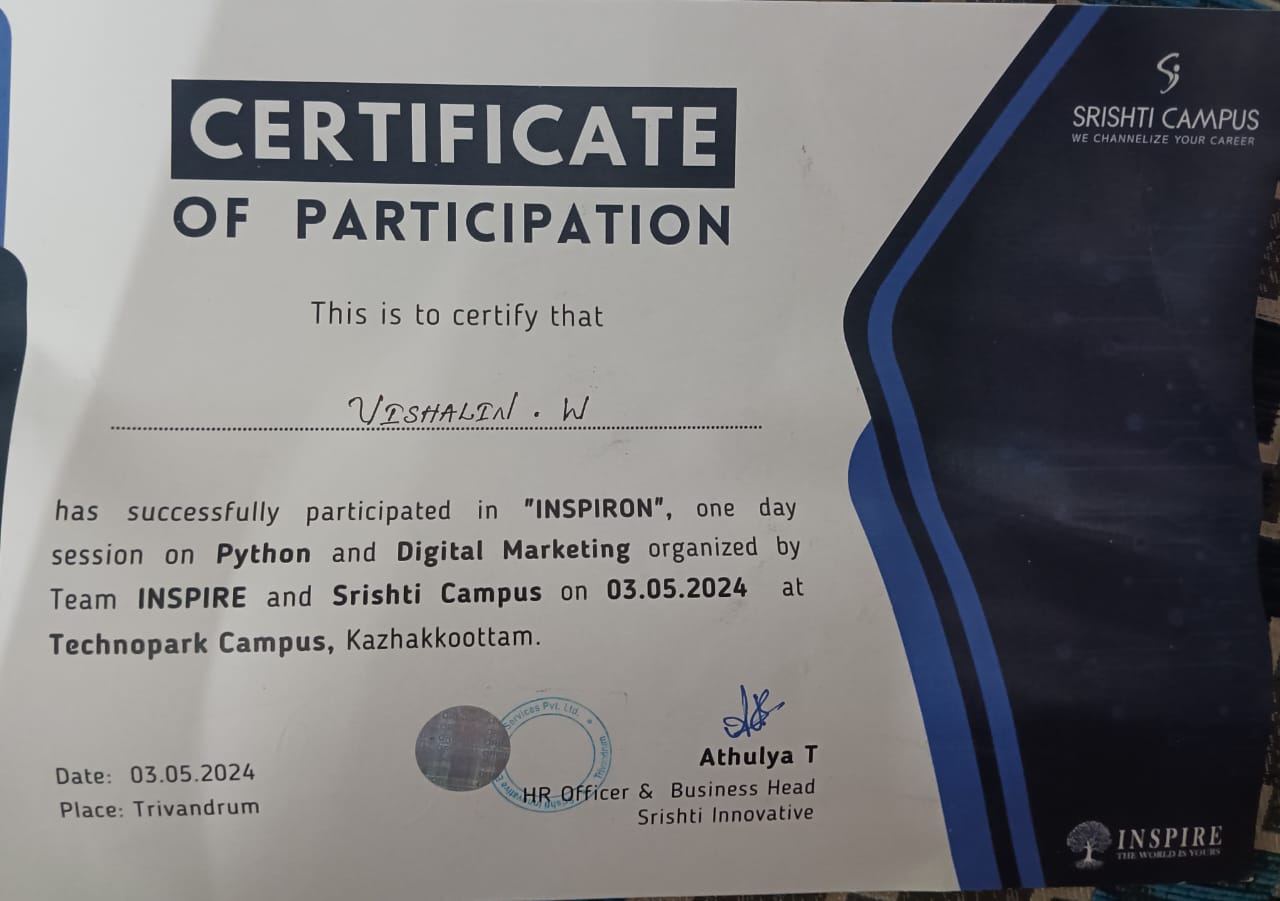 SRISHTI CAMPUS
WE CHANNELIZE YOUR CAREER
CERTIFICATE
OF PARTICIPATION
This is to certify that
VISHALIN . W
has successfully participated in "INSPIRON", one day
session on Python and Digital Marketing organized by
Team INSPIRE and Srishti Campus on 03.05.2024 at
Technopark Campus, Kazhakkoottam.
Services Pvt. Ltd.
Trivandrum
Athulya T
HR Officer & Business Head
Srishti Innovative
Date: 03.05.2024
Place: Trivandrum
INSPIRE
THE WORLD IS YOURS